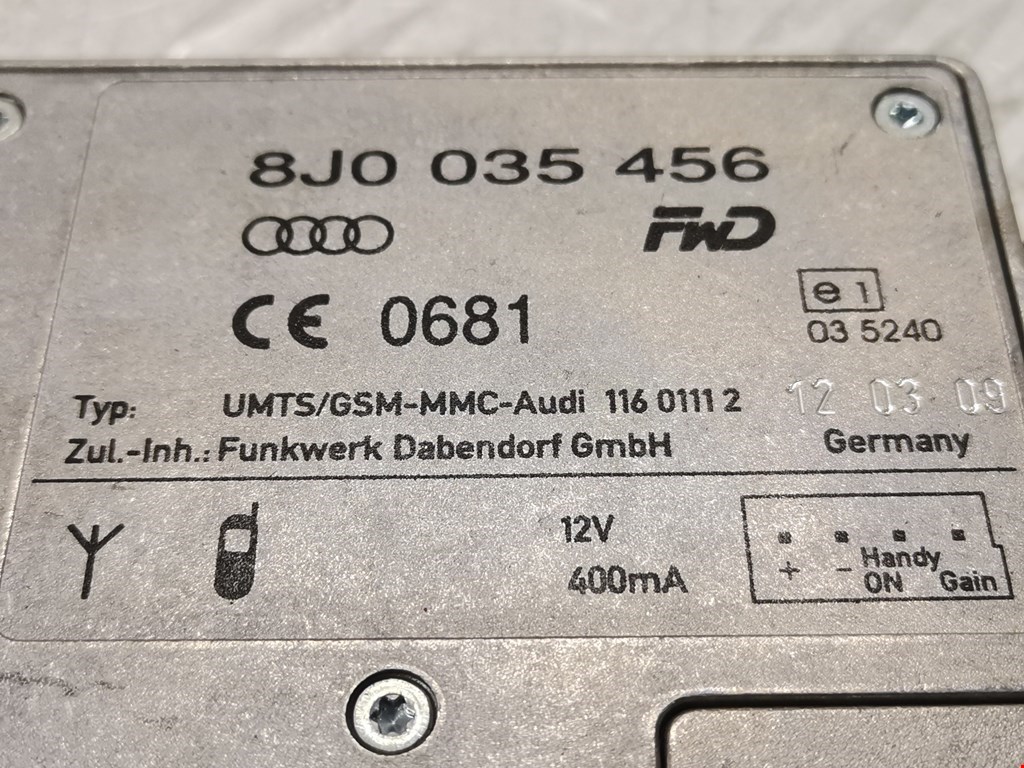 8J0 035 456
FWD
CE 0681
e 1
03 5240
Typ: UMTS/GSM-MMC-Audi 116 0111 2
12 03 09
Zul.-Inh.: Funkwerk Dabendorf GmbH
Germany
12V
400mA
+ - Handy ON Gain